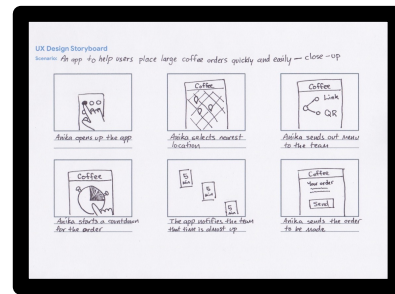 UX Design Storyboard
Scenario: An app to help users place large coffee orders quickly and easily — close-up
Coffee
Coffee
Link
QR
Anika opens up the app
Anika selects nearest
location
Anika sends out menu
to the team
Coffee
5
min
5
min
5
min
Coffee
Your order
Send
Anika starts a countdown
for the order
The app notifies the team
that time is almost up
Anika sends the order
to be made